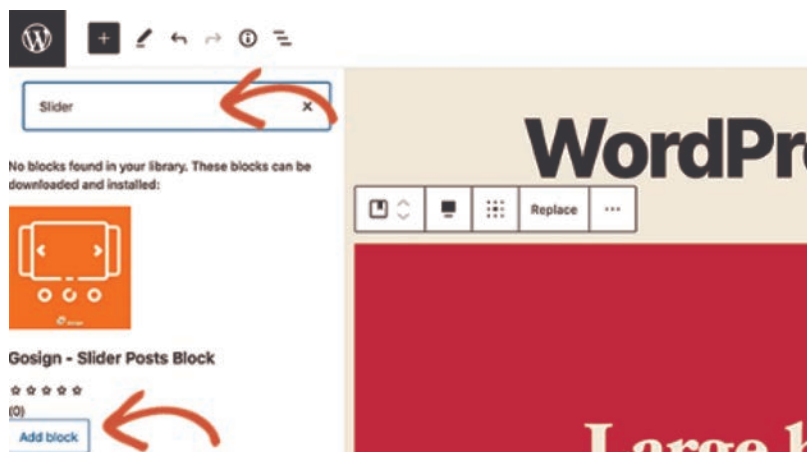 Slider
No blocks found in your library. These blocks can be
downloaded and installed:
Gosign - Slider Posts Block
(0)
Add block
WordPre
Replace
Large h